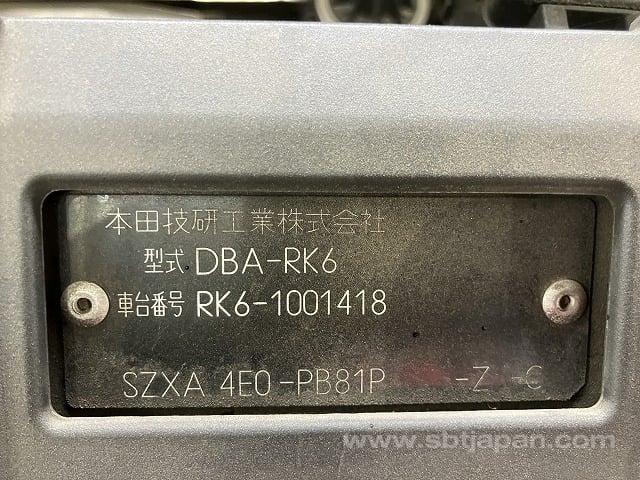 本田技研工業株式会社
型式 DBA-RK6
車台番号 RK6-1001418
SZXA 4E0-PB81P -Z -C
www.sbtjapan.com